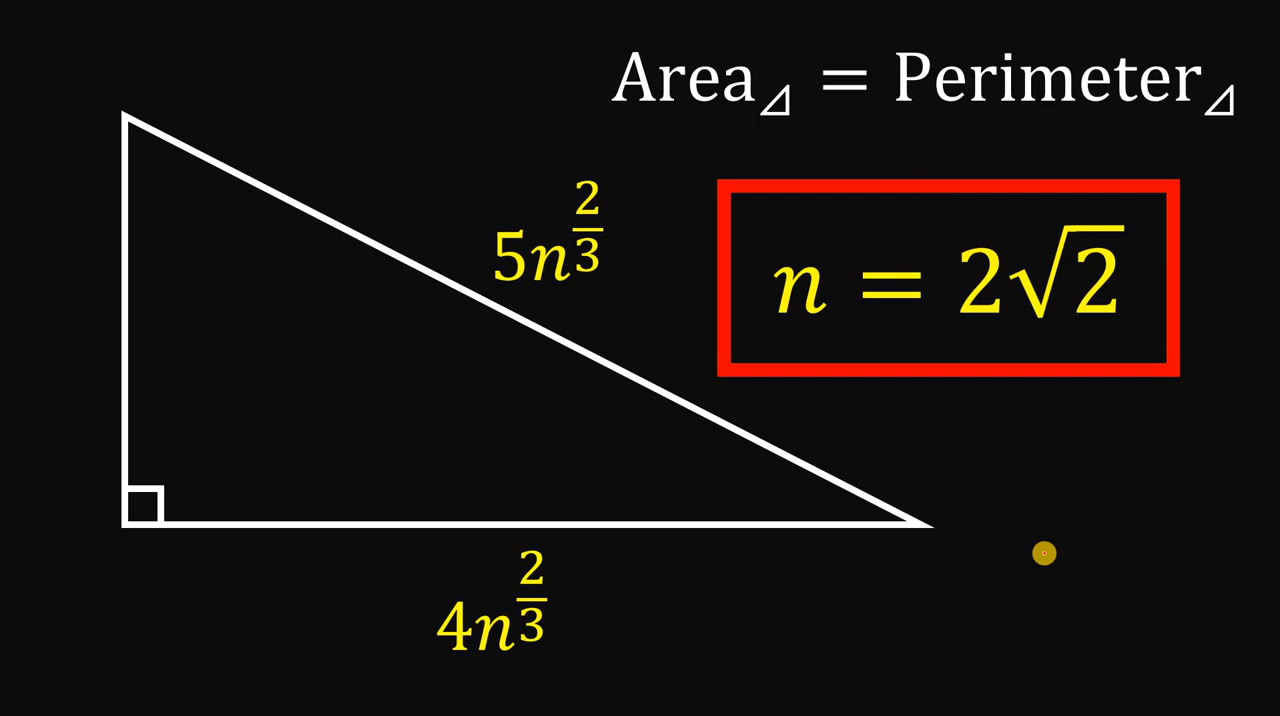 Area⊿ = Perimeter⊿
5n^(2/3)
n = 2√2
4n^(2/3)